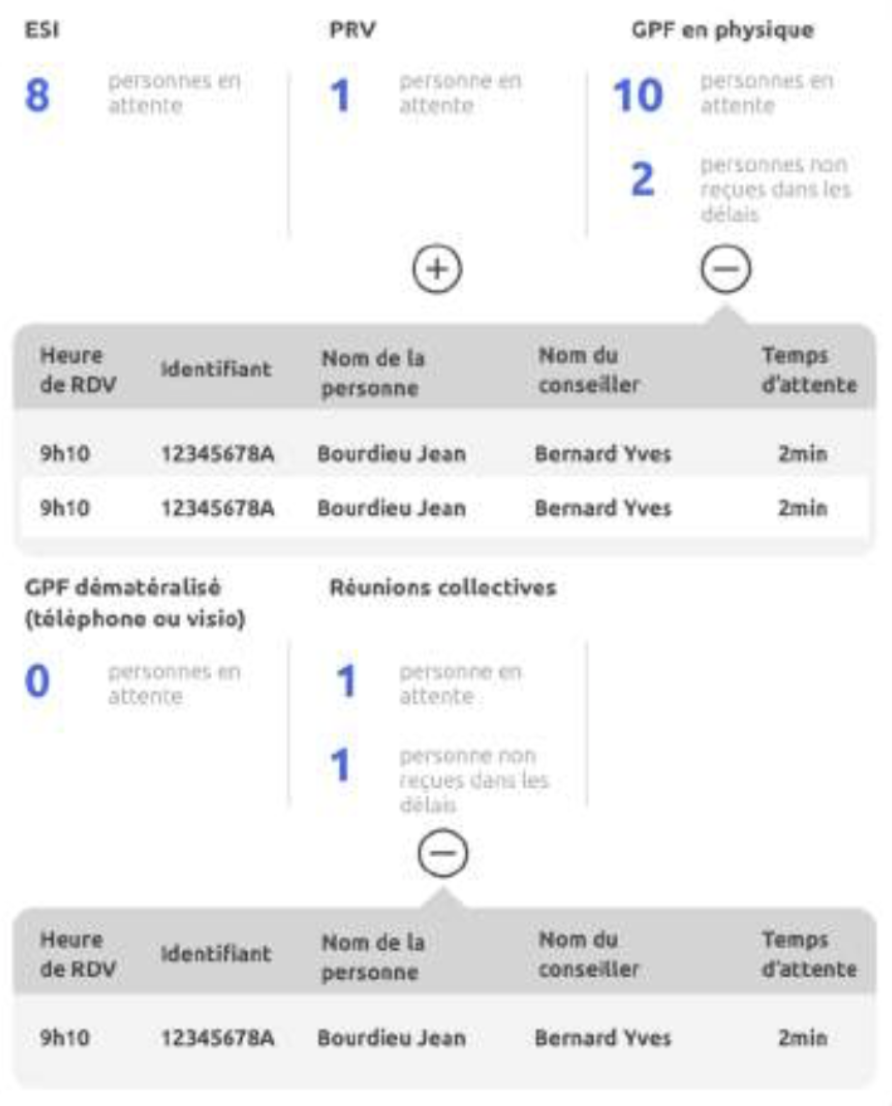 ESI
8
personnes en
attente
PRV
1
personne en
attente
GPF en physique
10
personnes en
attente
2
personnes non
reçues dans les
délais
Heure
de RDV
Identifiant
Nom de la
personne
Nom du
conseiller
Temps
d'attente
9h10 12345678A Bourdieu Jean Bernard Yves 2min
9h10 12345678A Bourdieu Jean Bernard Yves 2min
GPF dématéralisé
(téléphone ou visio)
0
personnes en
attente
Réunions collectives
1
personne en
attente
1
personne non
reçues dans les
délais
Heure
de RDV
Identifiant
Nom de la
personne
Nom du
conseiller
Temps
d'attente
9h10 12345678A Bourdieu Jean Bernard Yves 2min